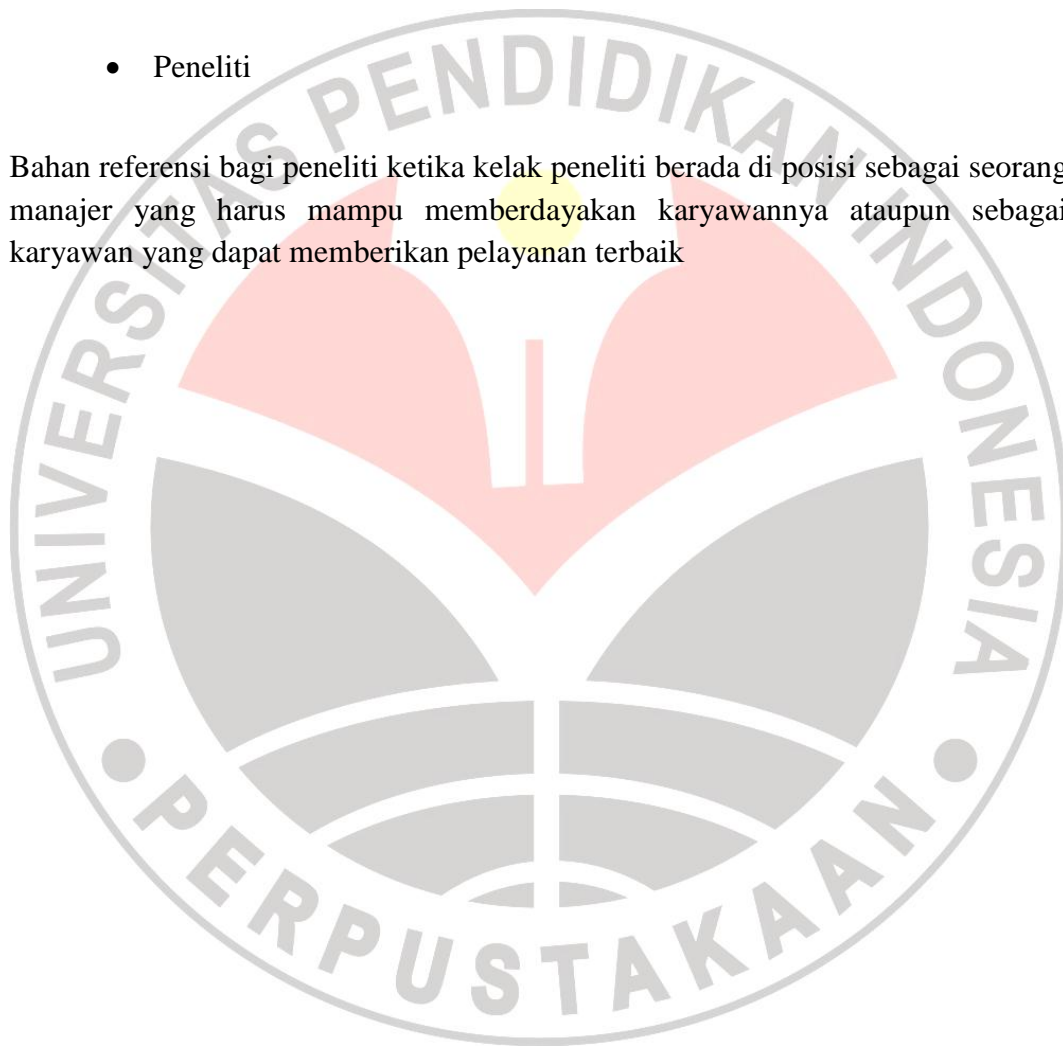 • Peneliti
Bahan referensi bagi peneliti ketika kelak peneliti berada di posisi sebagai seorang
manajer yang harus mampu memberdayakan karyawannya ataupun sebagai
karyawan yang dapat memberikan pelayanan terbaik
UNIVERSITAS PENDIDIKAN INDONESIA
• PERPUSTAKAAN •